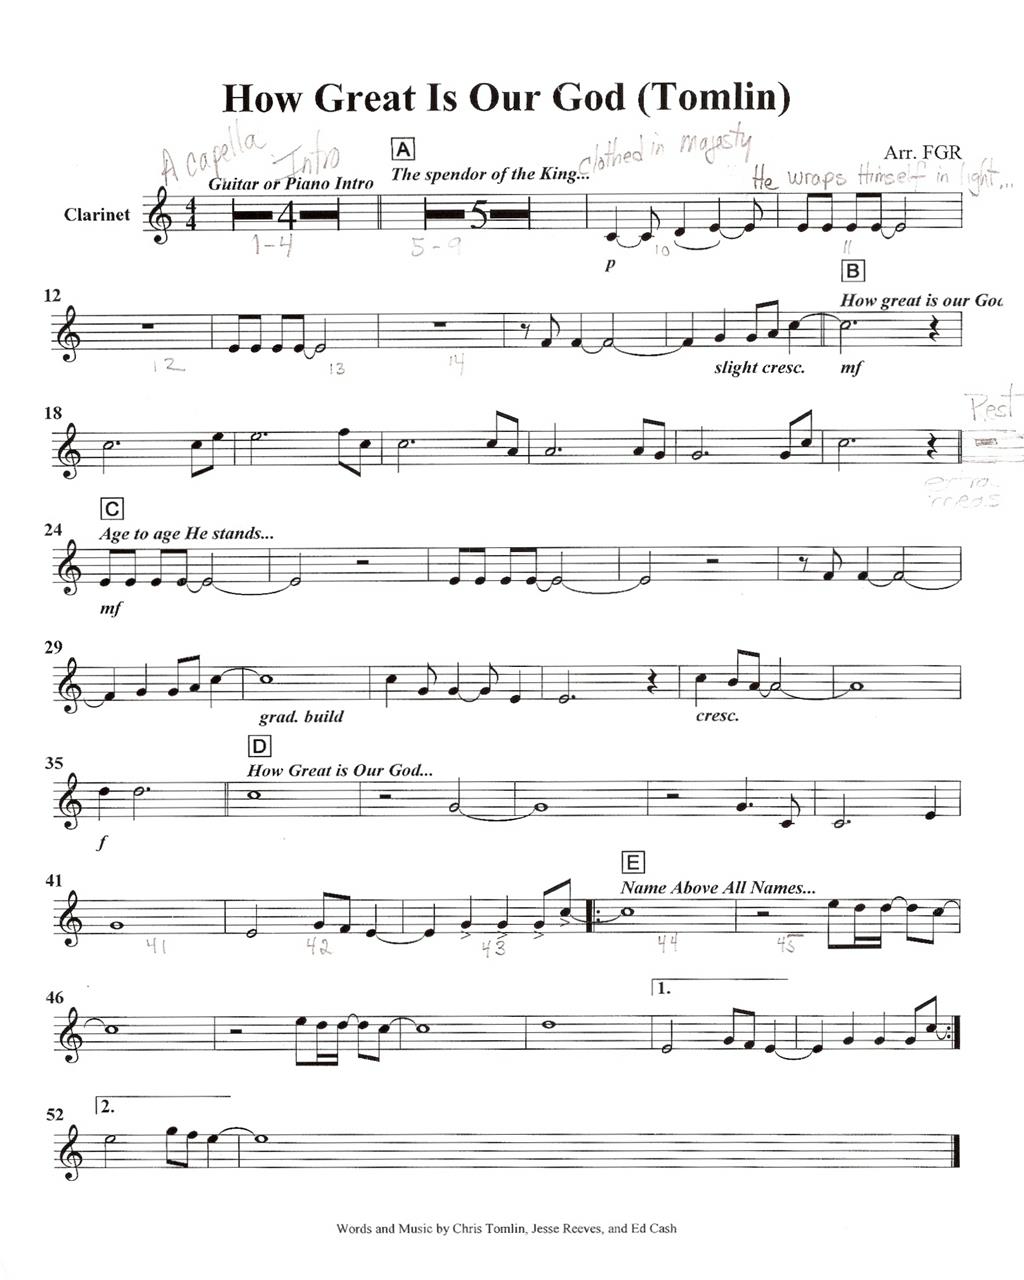 How Great Is Our God (Tomlin)
A capella Intro
A
clothed in majesty
Arr. FGR
Guitar or Piano Intro
The spendor of the King...
He wraps Himself in light...
Clarinet
4
4
4
5
1-4
5-9
10
11
p
B
12
How great is our God
12
13
14
slight cresc.
mf
18
Rest
C
24
Age to age He stands...
mf
29
grad. build
cresc.
D
35
How Great is Our God...
f
E
41
Name Above All Names...
41
42
43
44
45
46
1.
52
2.
Words and Music by Chris Tomlin, Jesse Reeves, and Ed Cash